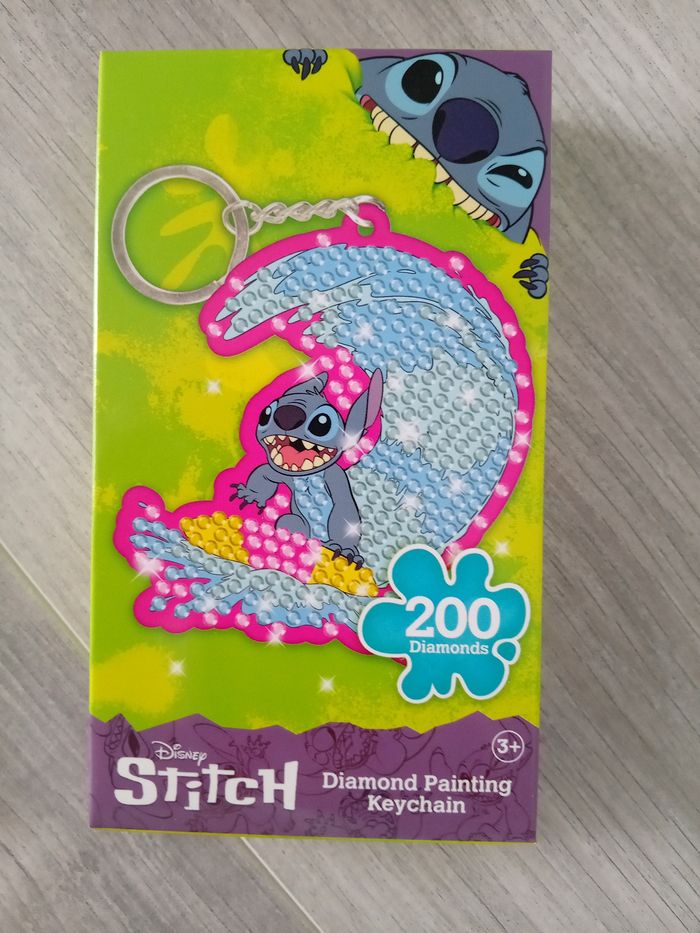 200
Diamonds
3+
Disney
Stitch
Diamond Painting
Keychain